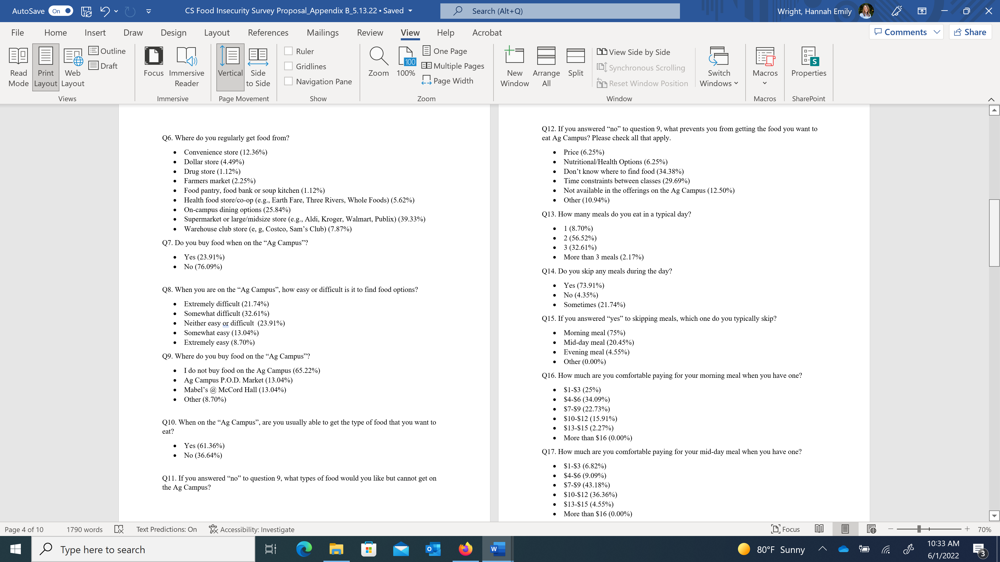 AutoSave On CS Food Insecurity Survey Proposal_Appendix B_5.13.22 • Saved Search (Alt+Q) Wright, Hannah Emily
File Home Insert Draw Design Layout References Mailings Review View Help Acrobat Comments Share
Read Mode
Print Layout
Web Layout
Outline
Draft
Views
Focus
Immersive Reader
Immersive
Vertical
Side to Side
Page Movement
Ruler
Gridlines
Navigation Pane
Show
Zoom
100
100%
One Page
Multiple Pages
Page Width
Zoom
New Window
Arrange All
Split
View Side by Side
Synchronous Scrolling
Reset Window Position
Switch Windows
Window
Macros
Macros
S
Properties
SharePoint
Q6. Where do you regularly get food from?
• Convenience store (12.36%)
• Dollar store (4.49%)
• Drug store (1.12%)
• Farmers market (2.25%)
• Food pantry, food bank or soup kitchen (1.12%)
• Health food store/co-op (e.g., Earth Fare, Three Rivers, Whole Foods) (5.62%)
• On-campus dining options (25.84%)
• Supermarket or large/midsize store (e.g., Aldi, Kroger, Walmart, Publix) (39.33%)
• Warehouse club store (e, g, Costco, Sam’s Club) (7.87%)
Q7. Do you buy food when on the “Ag Campus”?
• Yes (23.91%)
• No (76.09%)
Q8. When you are on the “Ag Campus”, how easy or difficult is it to find food options?
• Extremely difficult (21.74%)
• Somewhat difficult (32.61%)
• Neither easy or difficult (23.91%)
• Somewhat easy (13.04%)
• Extremely easy (8.70%)
Q9. Where do you buy food on the “Ag Campus”?
• I do not buy food on the Ag Campus (65.22%)
• Ag Campus P.O.D. Market (13.04%)
• Mabel’s @ McCord Hall (13.04%)
• Other (8.70%)
Q10. When on the “Ag Campus”, are you usually able to get the type of food that you want to
eat?
• Yes (61.36%)
• No (36.64%)
Q11. If you answered “no” to question 9, what types of food would you like but cannot get on
the Ag Campus?
Q12. If you answered “no” to question 9, what prevents you from getting the food you want to
eat Ag Campus? Please check all that apply.
• Price (6.25%)
• Nutritional/Health Options (6.25%)
• Don’t know where to find food (34.38%)
• Time constraints between classes (29.69%)
• Not available in the offerings on the Ag Campus (12.50%)
• Other (10.94%)
Q13. How many meals do you eat in a typical day?
• 1 (8.70%)
• 2 (56.52%)
• 3 (32.61%)
• More than 3 meals (2.17%)
Q14. Do you skip any meals during the day?
• Yes (73.91%)
• No (4.35%)
• Sometimes (21.74%)
Q15. If you answered “yes” to skipping meals, which one do you typically skip?
• Morning meal (75%)
• Mid-day meal (20.45%)
• Evening meal (4.55%)
• Other (0.00%)
Q16. How much are you comfortable paying for your morning meal when you have one?
• $1-$3 (25%)
• $4-$6 (34.09%)
• $7-$9 (22.73%)
• $10-$12 (15.91%)
• $13-$15 (2.27%)
• More than $16 (0.00%)
Q17. How much are you comfortable paying for your mid-day meal when you have one?
• $1-$3 (6.82%)
• $4-$6 (9.09%)
• $7-$9 (43.18%)
• $10-$12 (36.36%)
• $13-$15 (4.55%)
• More than $16 (0.00%)
Page 4 of 10 1790 words Text Predictions: On Accessibility: Investigate Focus 70%
Type here to search 80°F Sunny 10:33 AM
6/1/2022 3